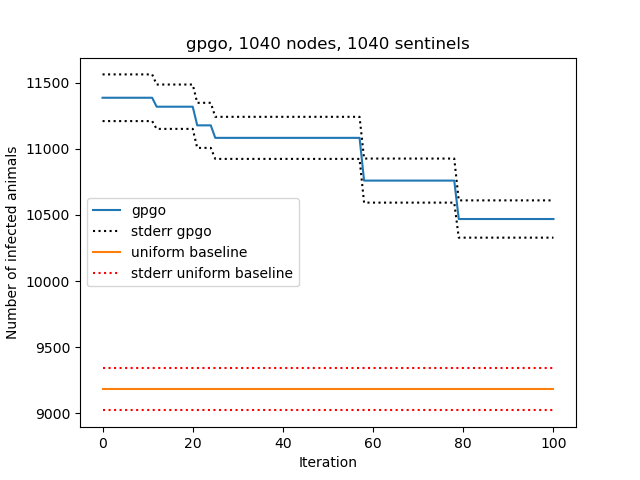 gpgo, 1040 nodes, 1040 sentinels
Number of infected animals
11500
11000
10500
10000
9500
9000
gpgo
stderr gpgo
uniform baseline
stderr uniform baseline
0 20 40 60 80 100
Iteration